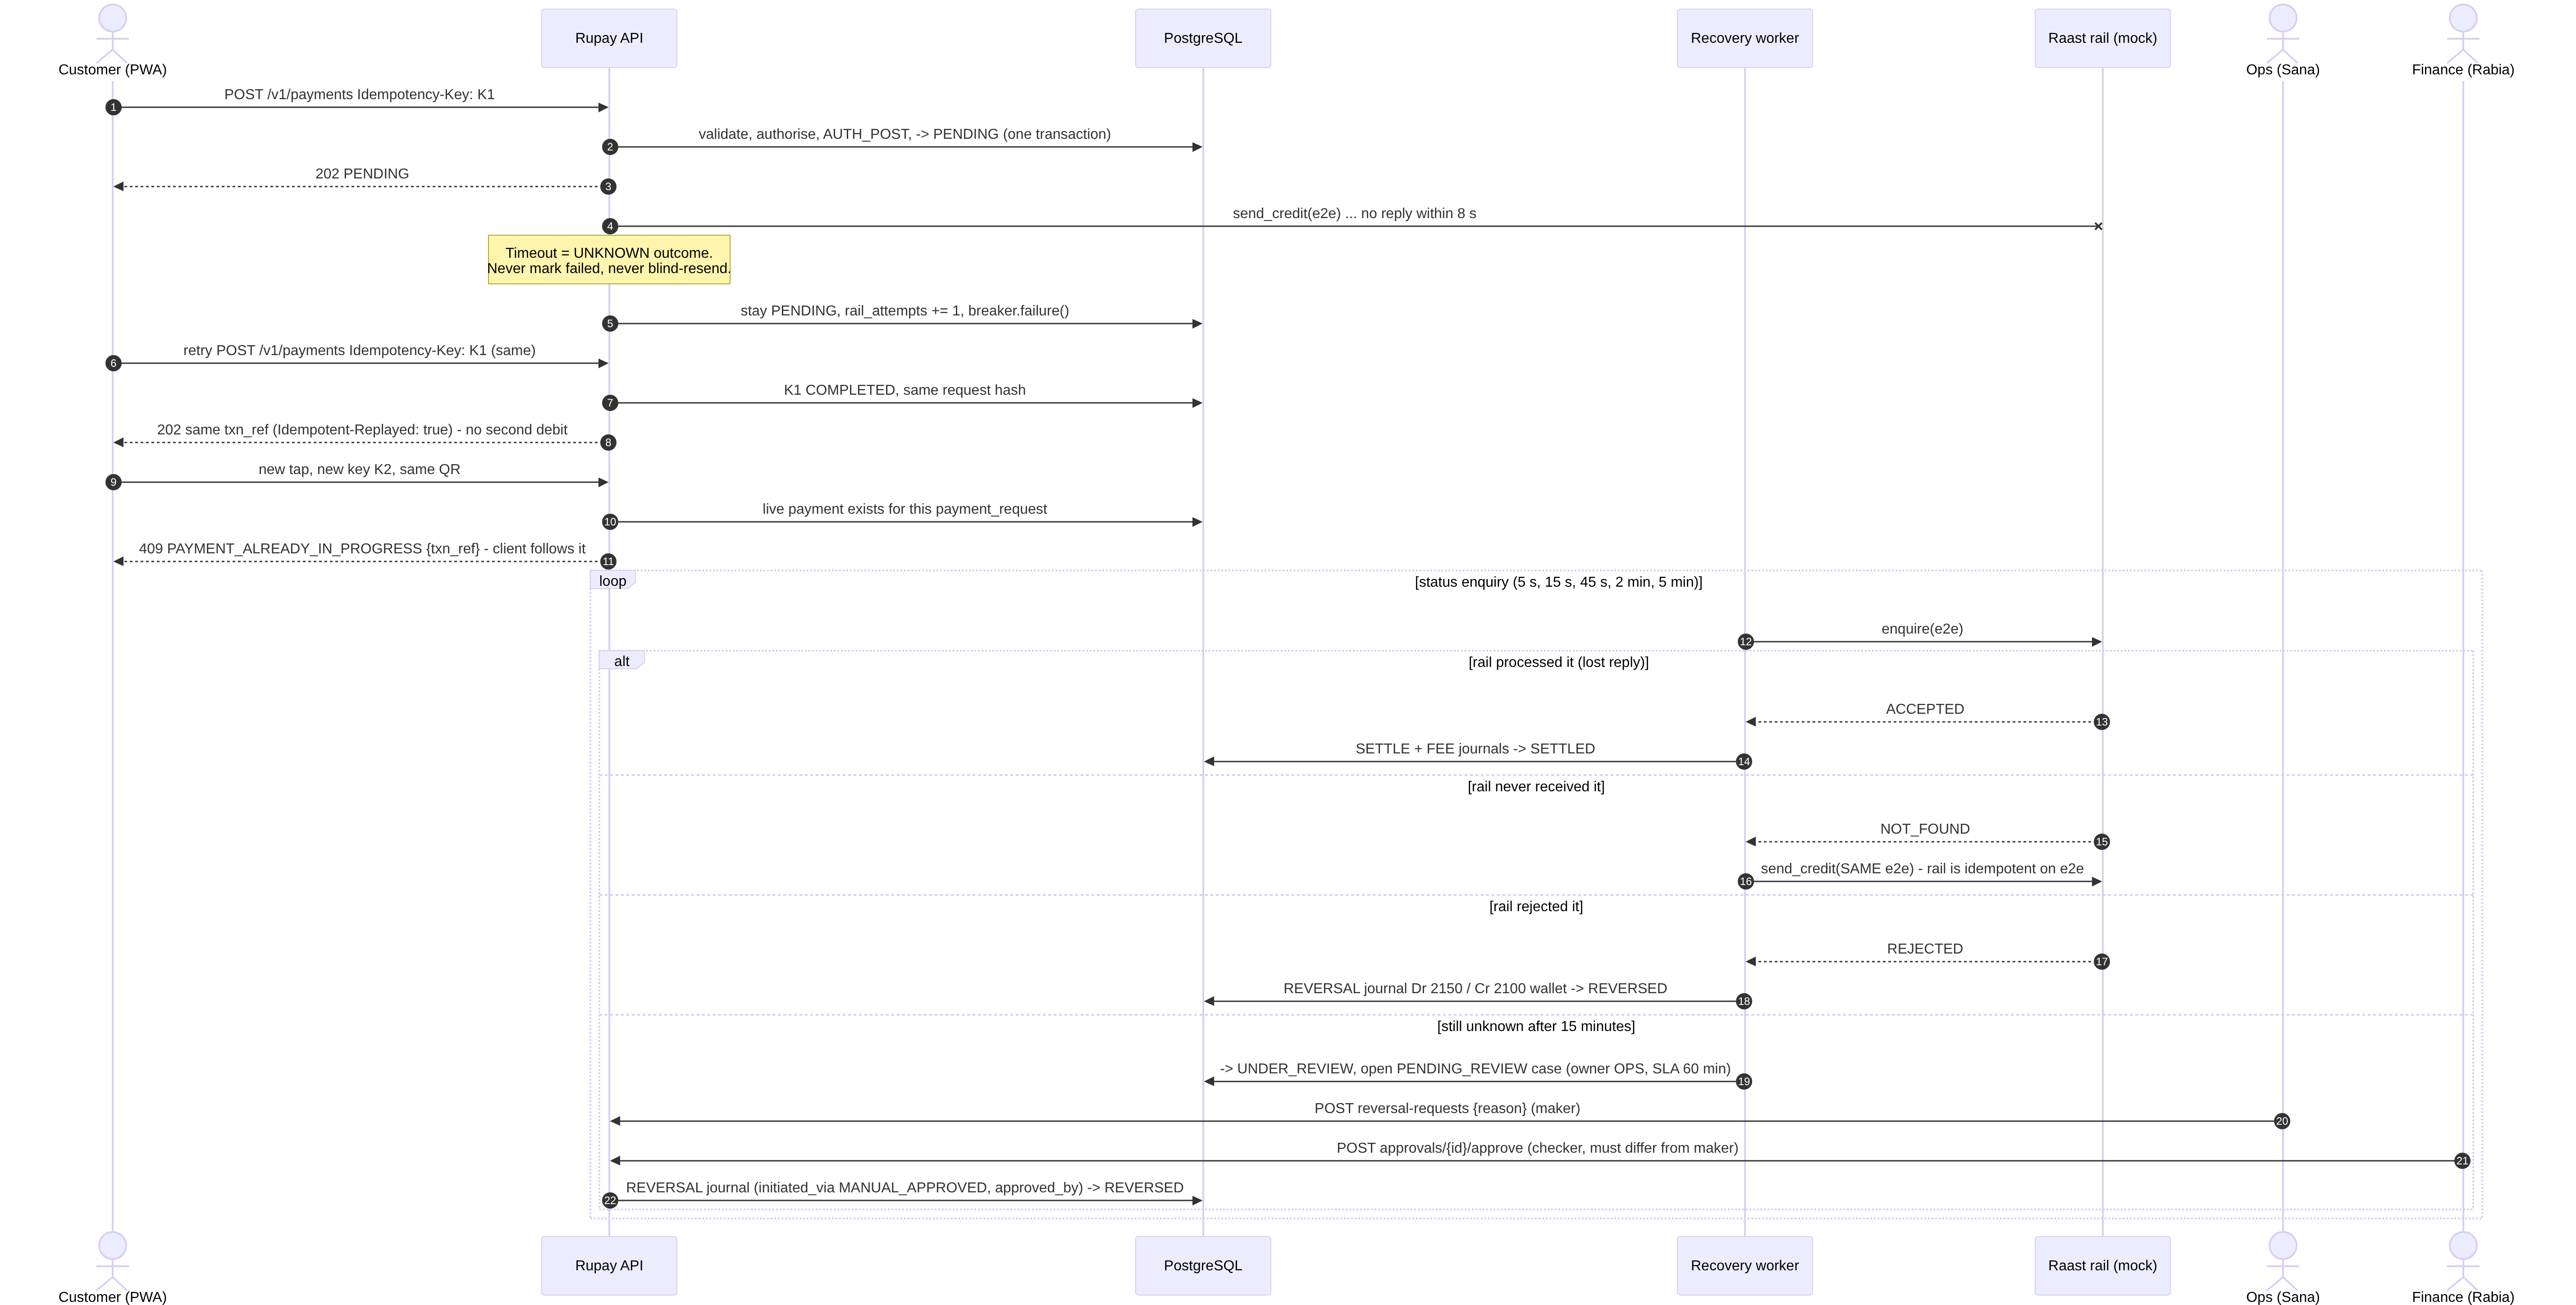 Customer (PWA)
Rupay API
PostgreSQL
Recovery worker
Raast rail (mock)
Ops (Sana)
Finance (Rabia)
1
POST /v1/payments Idempotency-Key: K1
2
validate, authorise, AUTH_POST, -> PENDING (one transaction)
202 PENDING
3
4
send_credit(e2e) ... no reply within 8 s
Timeout = UNKNOWN outcome.
Never mark failed, never blind-resend.
5
stay PENDING, rail_attempts += 1, breaker.failure()
6
retry POST /v1/payments Idempotency-Key: K1 (same)
7
K1 COMPLETED, same request hash
202 same txn_ref (Idempotent-Replayed: true) - no second debit
8
9
new tap, new key K2, same QR
10
live payment exists for this payment_request
409 PAYMENT_ALREADY_IN_PROGRESS {txn_ref} - client follows it
11
loop
[status enquiry (5 s, 15 s, 45 s, 2 min, 5 min)]
12
enquire(e2e)
alt
[rail processed it (lost reply)]
ACCEPTED
13
SETTLE + FEE journals -> SETTLED
14
[rail never received it]
NOT_FOUND
15
16
send_credit(SAME e2e) - rail is idempotent on e2e
[rail rejected it]
REJECTED
17
REVERSAL journal Dr 2150 / Cr 2100 wallet -> REVERSED
18
[still unknown after 15 minutes]
-> UNDER_REVIEW, open PENDING_REVIEW case (owner OPS, SLA 60 min)
19
POST reversal-requests {reason} (maker)
20
POST approvals/{id}/approve (checker, must differ from maker)
21
22
REVERSAL journal (initiated_via MANUAL_APPROVED, approved_by) -> REVERSED
Customer (PWA)
Rupay API
PostgreSQL
Recovery worker
Raast rail (mock)
Ops (Sana)
Finance (Rabia)